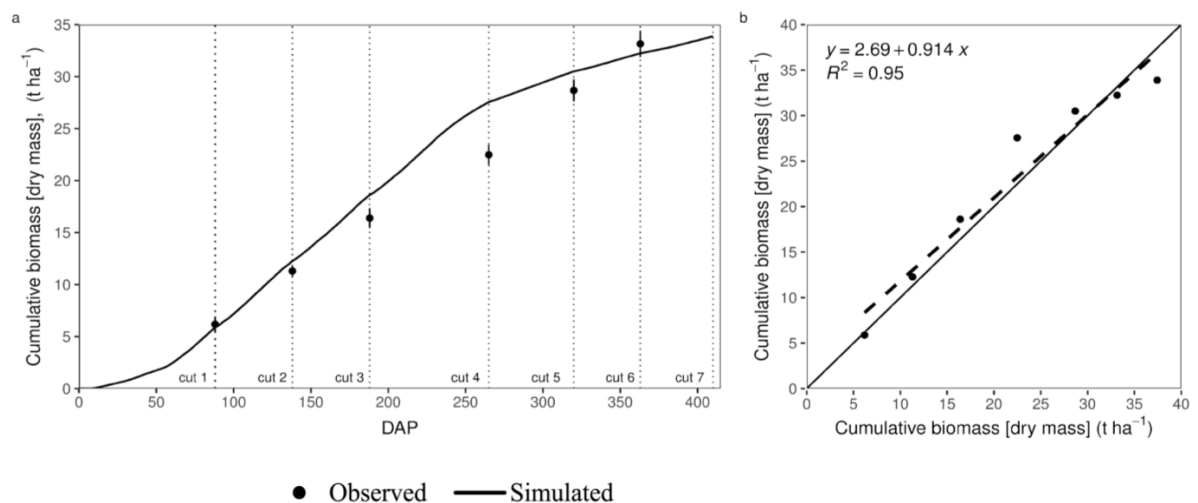 a
Cumulative biomass [dry mass], (t ha⁻¹)
35
30
25
20
15
10
5
0
cut 1
cut 2
cut 3
cut 4
cut 5
cut 6
cut 7
0 50 100 150 200 250 300 350 400
DAP
b
Cumulative biomass [dry mass] (t ha⁻¹)
40
35
30
25
20
15
10
5
0
y = 2.69 + 0.914 x
R² = 0.95
0 5 10 15 20 25 30 35 40
Cumulative biomass [dry mass] (t ha⁻¹)
Observed Simulated